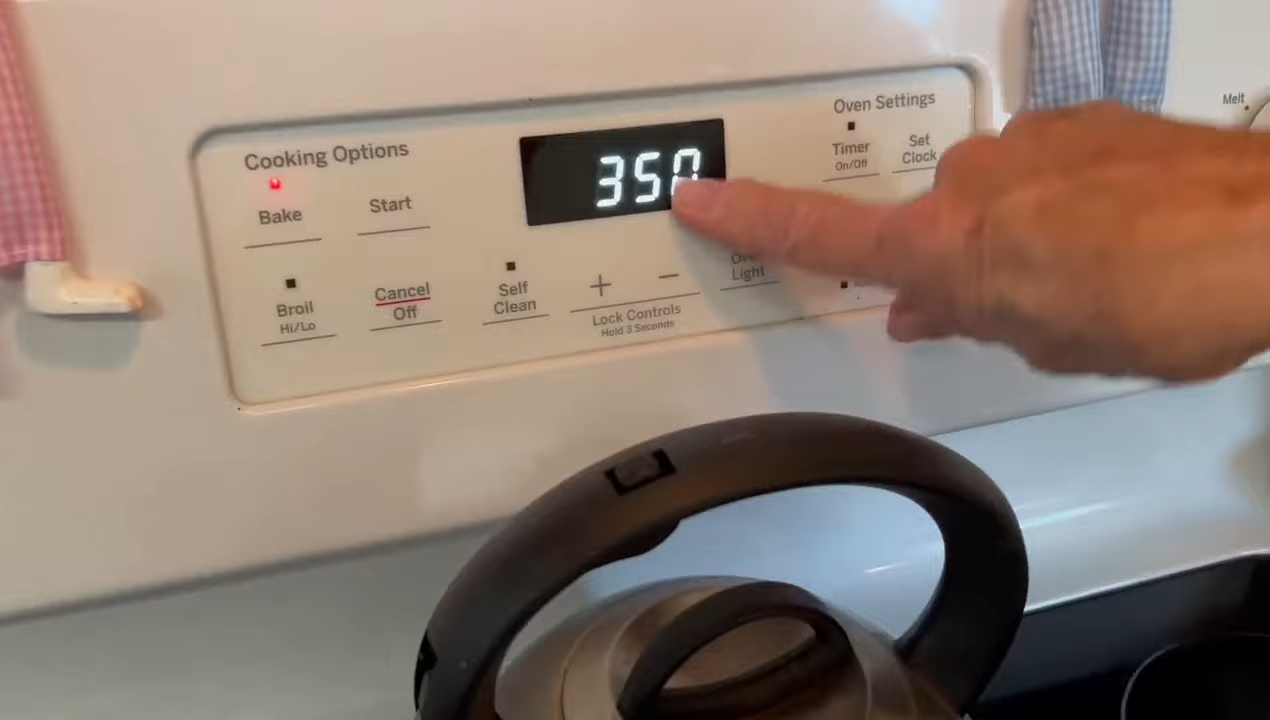 Cooking Options
Bake
Start
Broil
Hi/Lo
Cancel
Off
Self
Clean
350
+ −
Lock Controls
Hold 3 Seconds
Oven Settings
Timer
On/Off
Set
Clock
Light
Melt